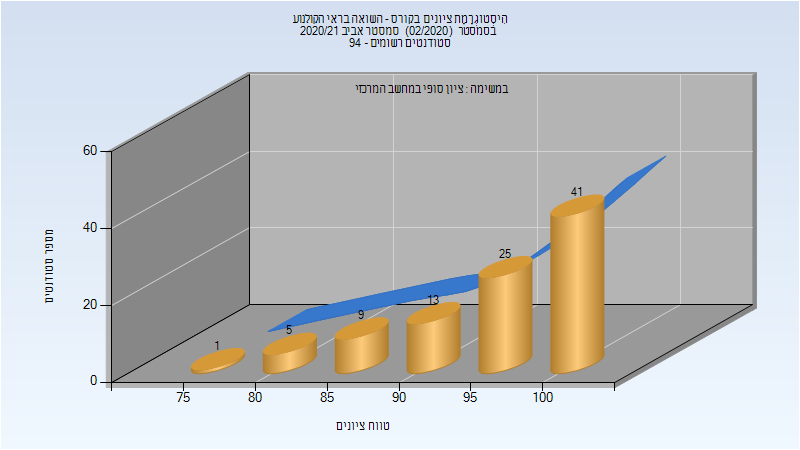 היסטוגרמת ציונים בקורס - השואה בראי הקולנוע
בסמסטר (02/2020) סמסטר אביב 2020/21
סטודנטים רשומים - 94
במשימה : ציון סופי במחשב המרכזי
60
40
20
0
מספר סטודנטים
1
5
9
13
25
41
75
80
85
90
95
100
טווח ציונים